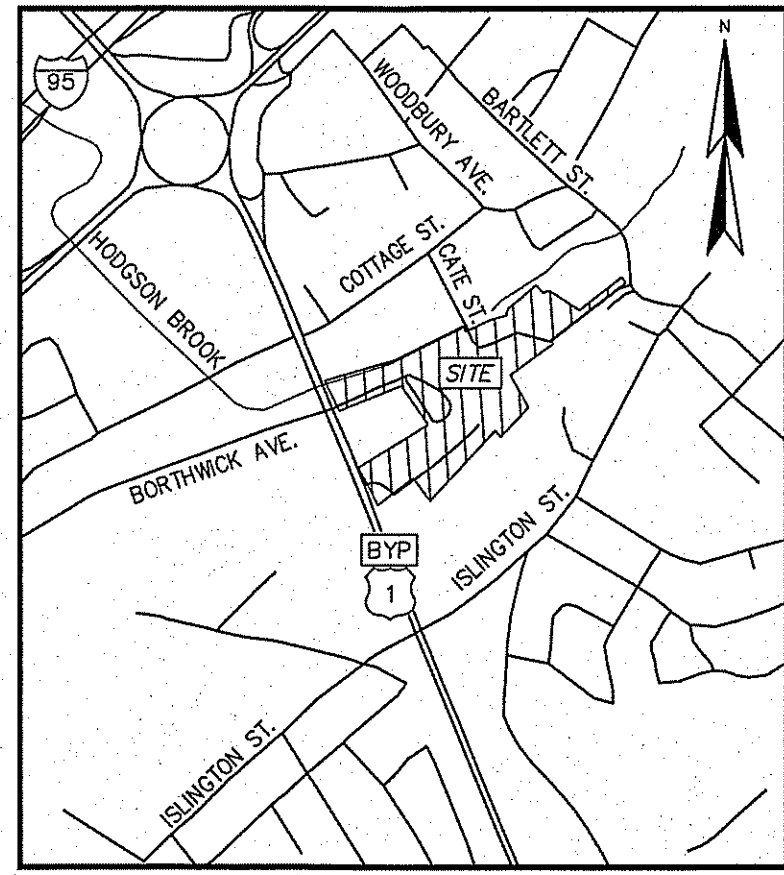 N
95
WOODBURY AVE.
BARTLETT ST.
HODGSON BROOK
COTTAGE ST.
CATE ST.
SITE
BORTHWICK AVE.
BYP
1
ISLINGTON ST.
ISLINGTON ST.